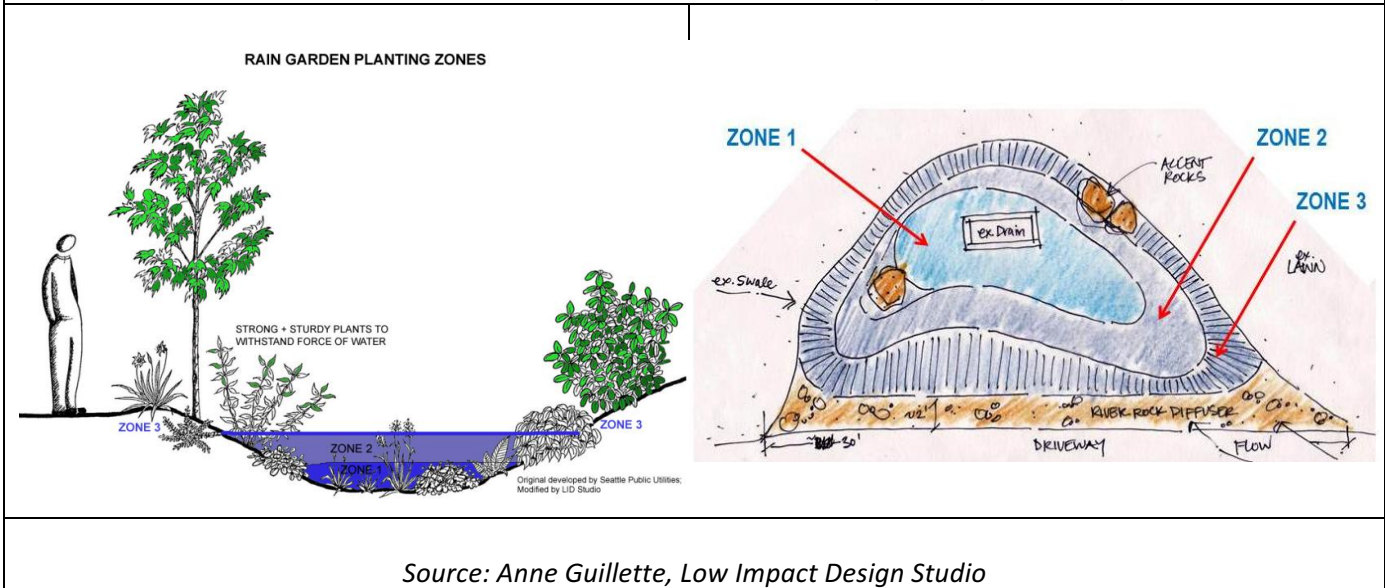 RAIN GARDEN PLANTING ZONES
STRONG + STURDY PLANTS TO
WITHSTAND FORCE OF WATER
ZONE 3
ZONE 3
ZONE 2
ZONE 1
Original developed by Seattle Public Utilities;
Modified by LID Studio
ZONE 1
ZONE 2
ACCENT
ROCKS
ZONE 3
ex. Drain
ex.
LAWN
ex. Swale
RIVER ROCK DIFFUSER
30'
DRIVEWAY
FLOW
Source: Anne Guillette, Low Impact Design Studio